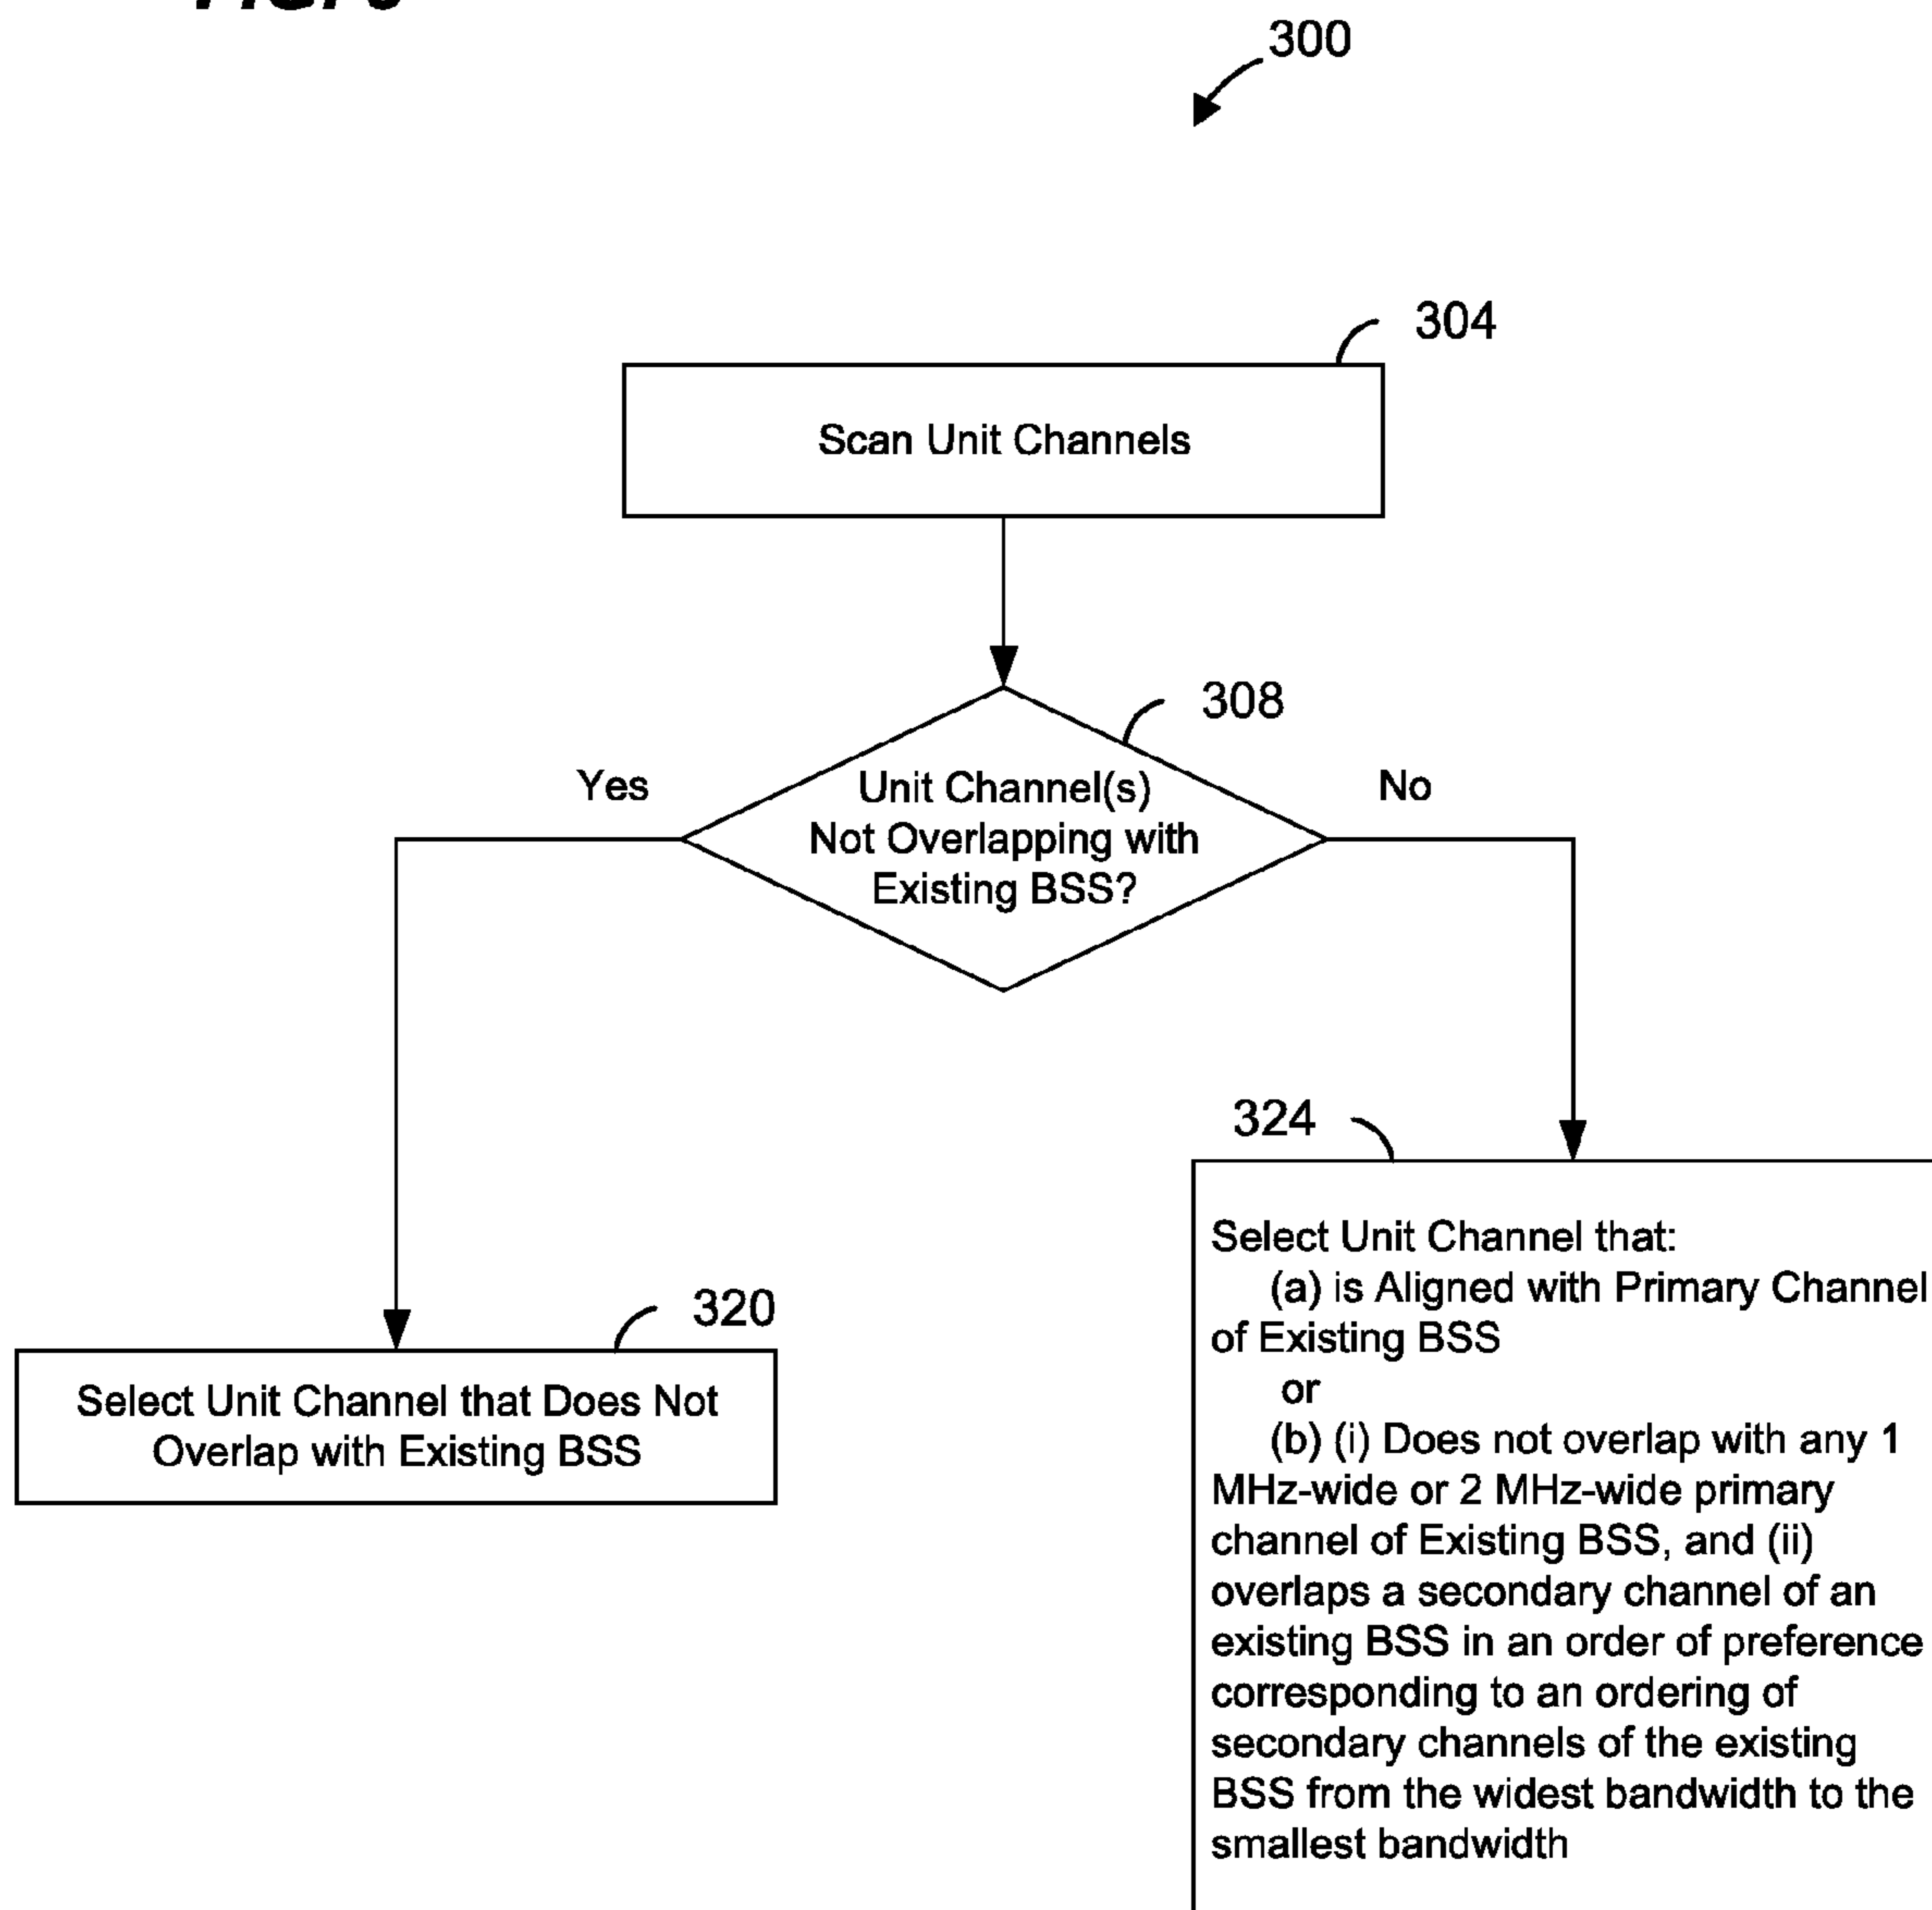 300
304
Scan Unit Channels
308
Yes
Unit Channel(s)
No
Not Overlapping with
Existing BSS?
324
Select Unit Channel that:
(a) is Aligned with Primary Channel
of Existing BSS
or
(b) (i) Does not overlap with any 1
MHz-wide or 2 MHz-wide primary
channel of Existing BSS, and (ii)
overlaps a secondary channel of an
existing BSS in an order of preference
corresponding to an ordering of
secondary channels of the existing
BSS from the widest bandwidth to the
smallest bandwidth
320
Select Unit Channel that Does Not
Overlap with Existing BSS